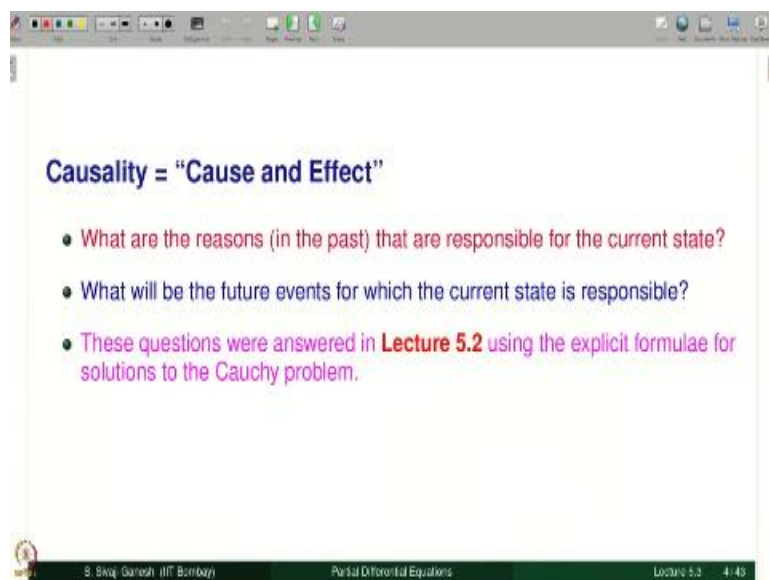 Causality = “Cause and Effect”
What are the reasons (in the past) that are responsible for the current state?
What will be the future events for which the current state is responsible?
These questions were answered in Lecture 5.2 using the explicit formulae for
solutions to the Cauchy problem.
S. Sivaji Ganesh (IIT Bombay) Partial Differential Equations Lecture 5.3 4/43